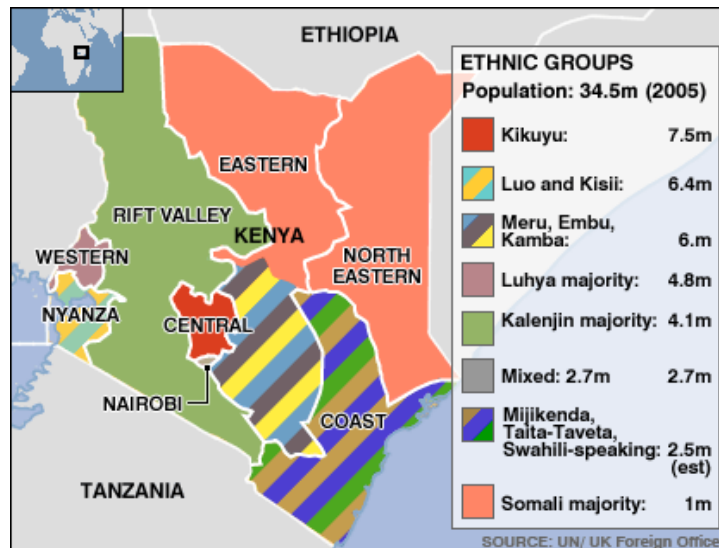 ETHIOPIA
ETHNIC GROUPS
Population: 34.5m (2005)
Kikuyu: 7.5m
Luo and Kisii: 6.4m
Meru, Embu,
Kamba: 6.m
Luhya majority: 4.8m
Kalenjin majority: 4.1m
Mixed: 2.7m 2.7m
Mijikenda,
Taita-Taveta,
Swahili-speaking: 2.5m
(est)
Somali majority: 1m
EASTERN
RIFT VALLEY
KENYA
WESTERN
NORTH
EASTERN
NYANZA
CENTRAL
NAIROBI
COAST
TANZANIA
SOURCE: UN/ UK Foreign Office